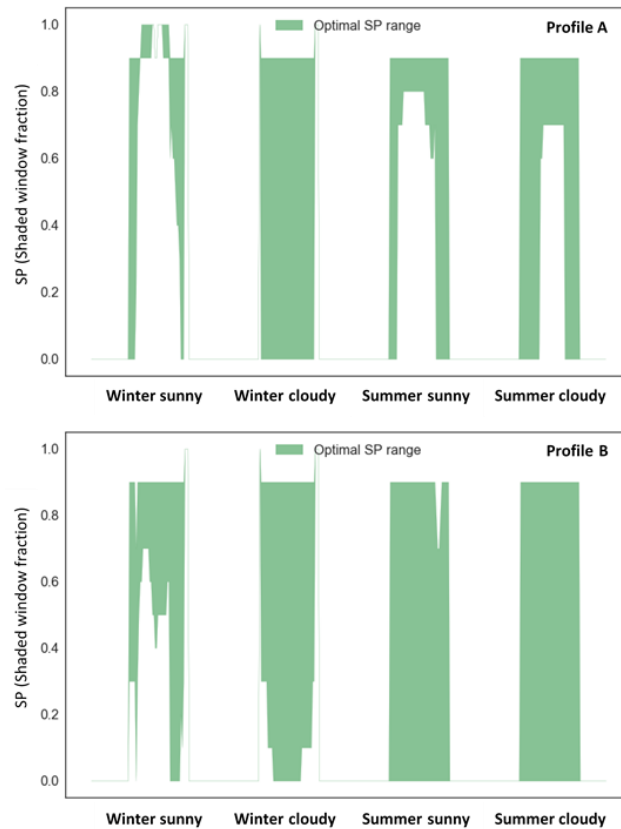 Optimal SP range
Profile A
SP (Shaded window fraction)
1.0
0.8
0.6
0.4
0.2
0.0
Winter sunny Winter cloudy Summer sunny Summer cloudy
Optimal SP range
Profile B
SP (Shaded window fraction)
1.0
0.8
0.6
0.4
0.2
0.0
Winter sunny Winter cloudy Summer sunny Summer cloudy